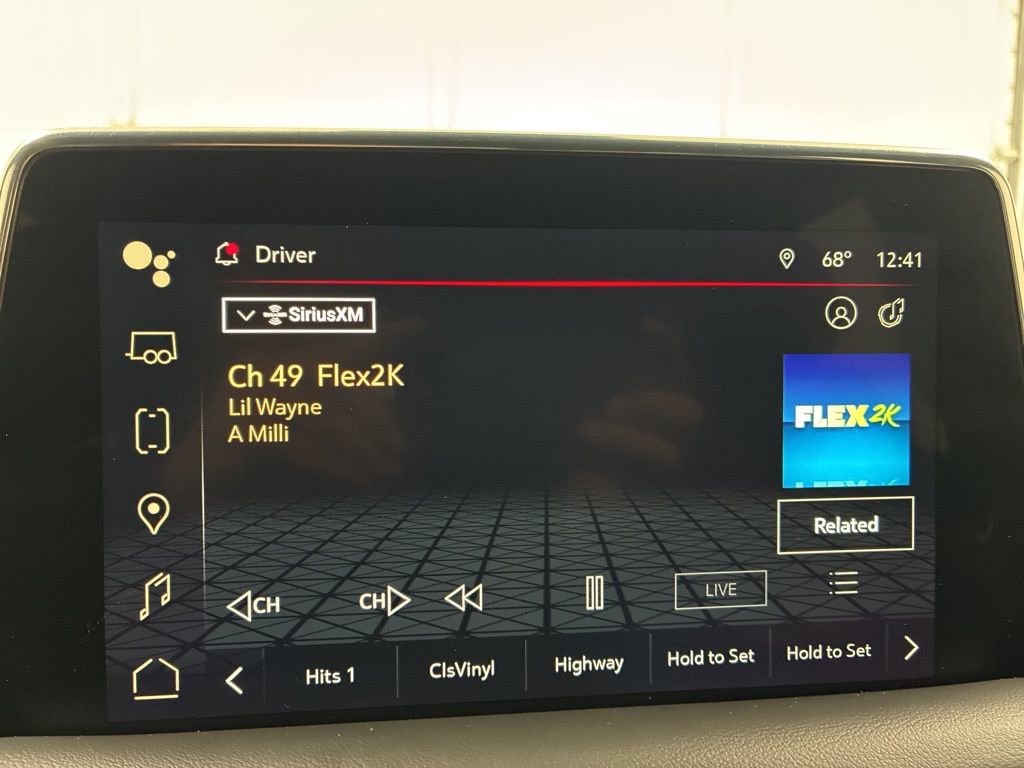 Driver
68°
12:41
SiriusXM
Ch 49 Flex2K
Lil Wayne
A Milli
FLEX2K
Related
CH
CH
LIVE
Hits 1
ClsVinyl
Highway
Hold to Set
Hold to Set